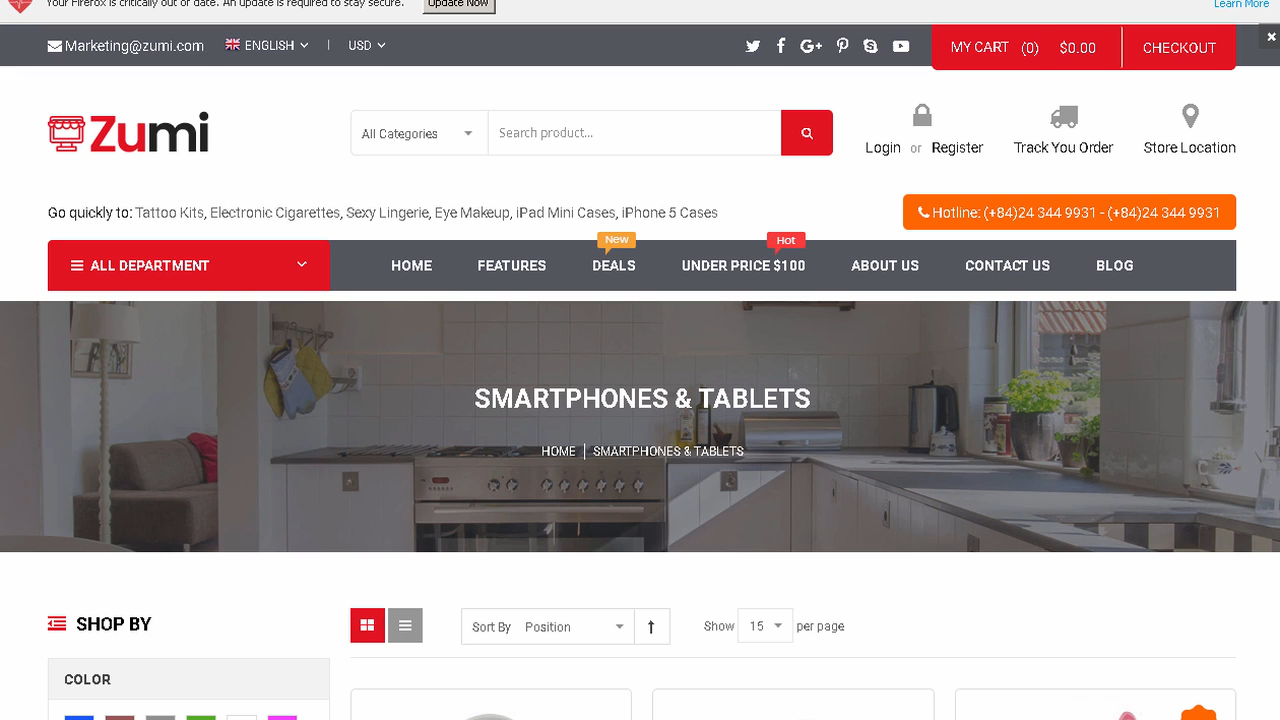 Your Firefox is critically out of date. An update is required to stay secure.
Update Now
Learn More
Marketing@zumi.com
ENGLISH
USD
MY CART (0) $0.00
CHECKOUT
Zumi
All Categories
Search product...
Login or Register
Track You Order
Store Location
Go quickly to: Tattoo Kits, Electronic Cigarettes, Sexy Lingerie, Eye Makeup, iPad Mini Cases, iPhone 5 Cases
Hotline: (+84)24 344 9931 - (+84)24 344 9931
New
Hot
ALL DEPARTMENT
HOME
FEATURES
DEALS
UNDER PRICE $100
ABOUT US
CONTACT US
BLOG
SMARTPHONES & TABLETS
HOME | SMARTPHONES & TABLETS
SHOP BY
Sort By Position
Show 15 per page
COLOR